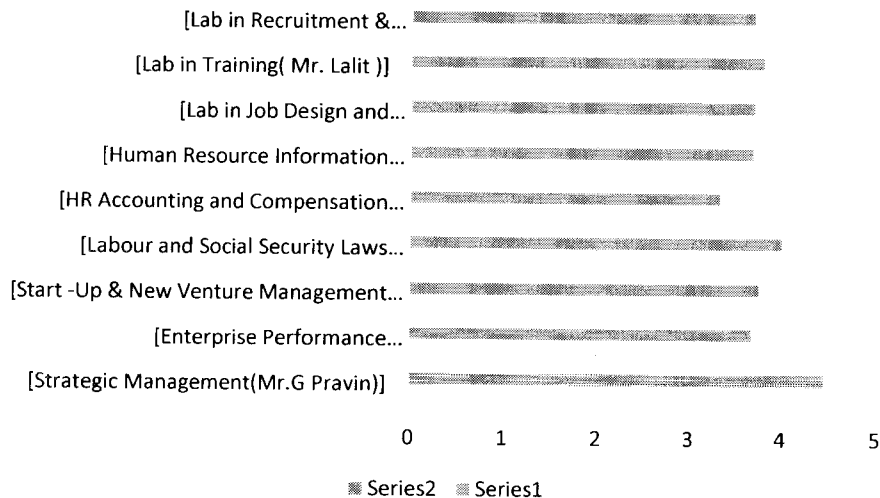 [Lab in Recruitment &...
[Lab in Training( Mr. Lalit )]
[Lab in Job Design and...
[Human Resource Information...
[HR Accounting and Compensation...
[Labour and Social Security Laws...
[Start -Up & New Venture Management...
[Enterprise Performance...
[Strategic Management(Mr.G Pravin)]
0 1 2 3 4 5
Series2 Series1